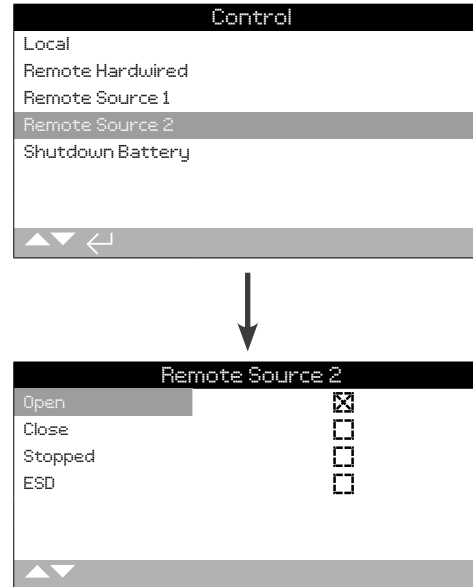 Control
Local
Remote Hardwired
Remote Source 1
Remote Source 2
Shutdown Battery
Remote Source 2
Open
Close
Stopped
ESD